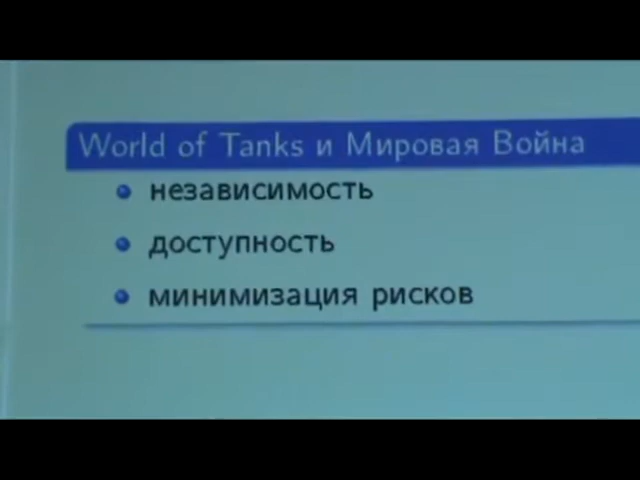 World of Tanks и Мировая Война
независимость
доступность
минимизация рисков